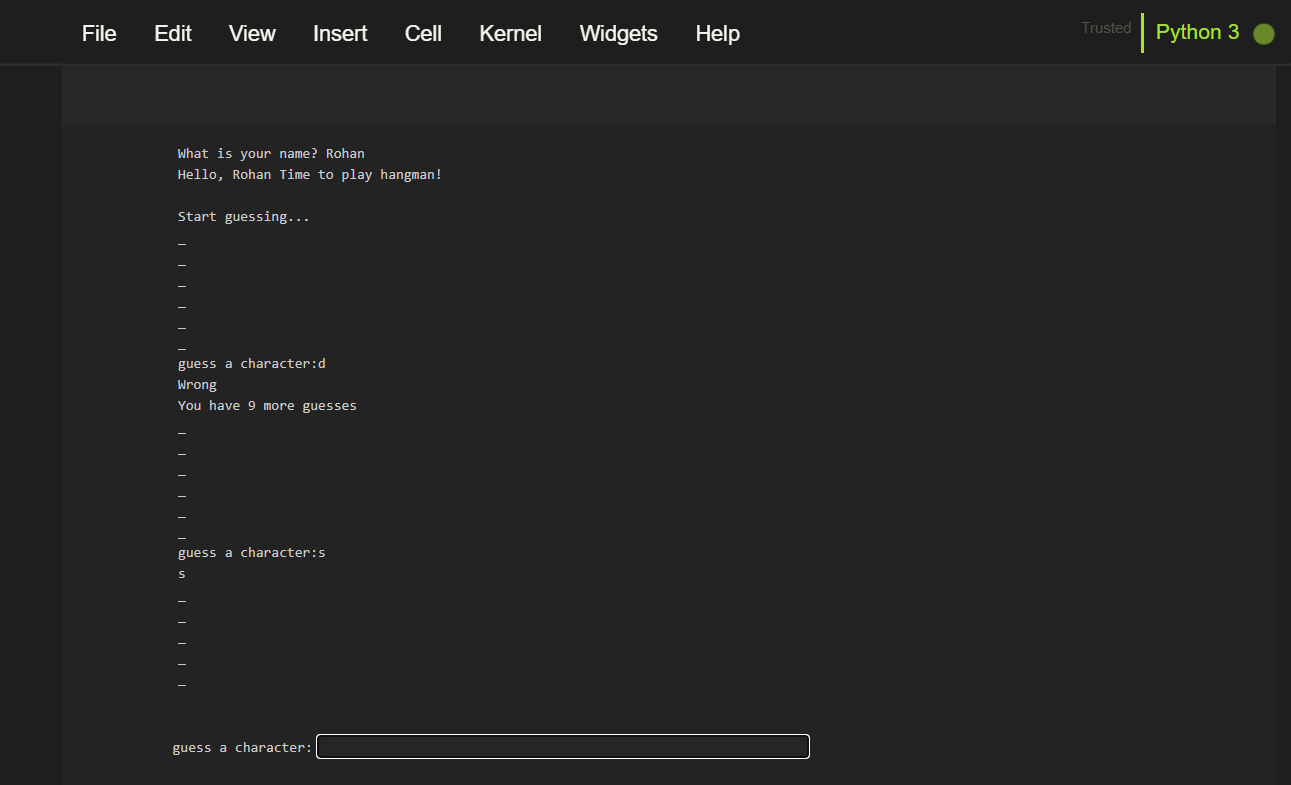 File Edit View Insert Cell Kernel Widgets Help Trusted Python 3
What is your name? Rohan
Hello, Rohan Time to play hangman!
Start guessing...
_
_
_
_
_
_
guess a character:d
Wrong
You have 9 more guesses
_
_
_
_
_
_
guess a character:s
s
_
_
_
_
_
guess a character: